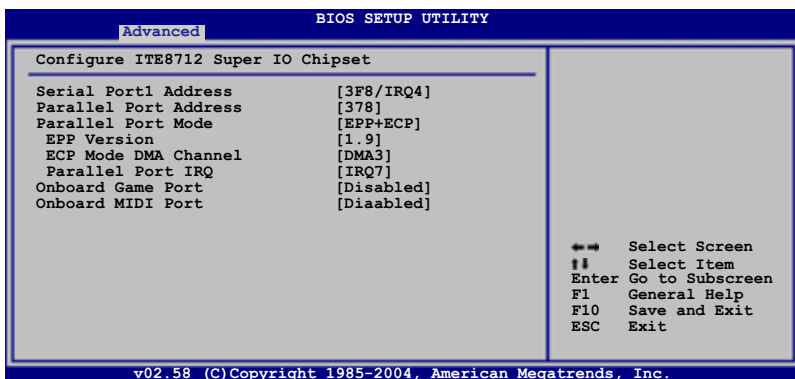 BIOS SETUP UTILITY
Advanced
Configure ITE8712 Super IO Chipset
Serial Port1 Address [3F8/IRQ4]
Parallel Port Address [378]
Parallel Port Mode [EPP+ECP]
EPP Version [1.9]
ECP Mode DMA Channel [DMA3]
Parallel Port IRQ [IRQ7]
Onboard Game Port [Disabled]
Onboard MIDI Port [Diaabled]
←→ Select Screen
↑↓ Select Item
Enter Go to Subscreen
F1 General Help
F10 Save and Exit
ESC Exit
v02.58 (C)Copyright 1985-2004, American Megatrends, Inc.